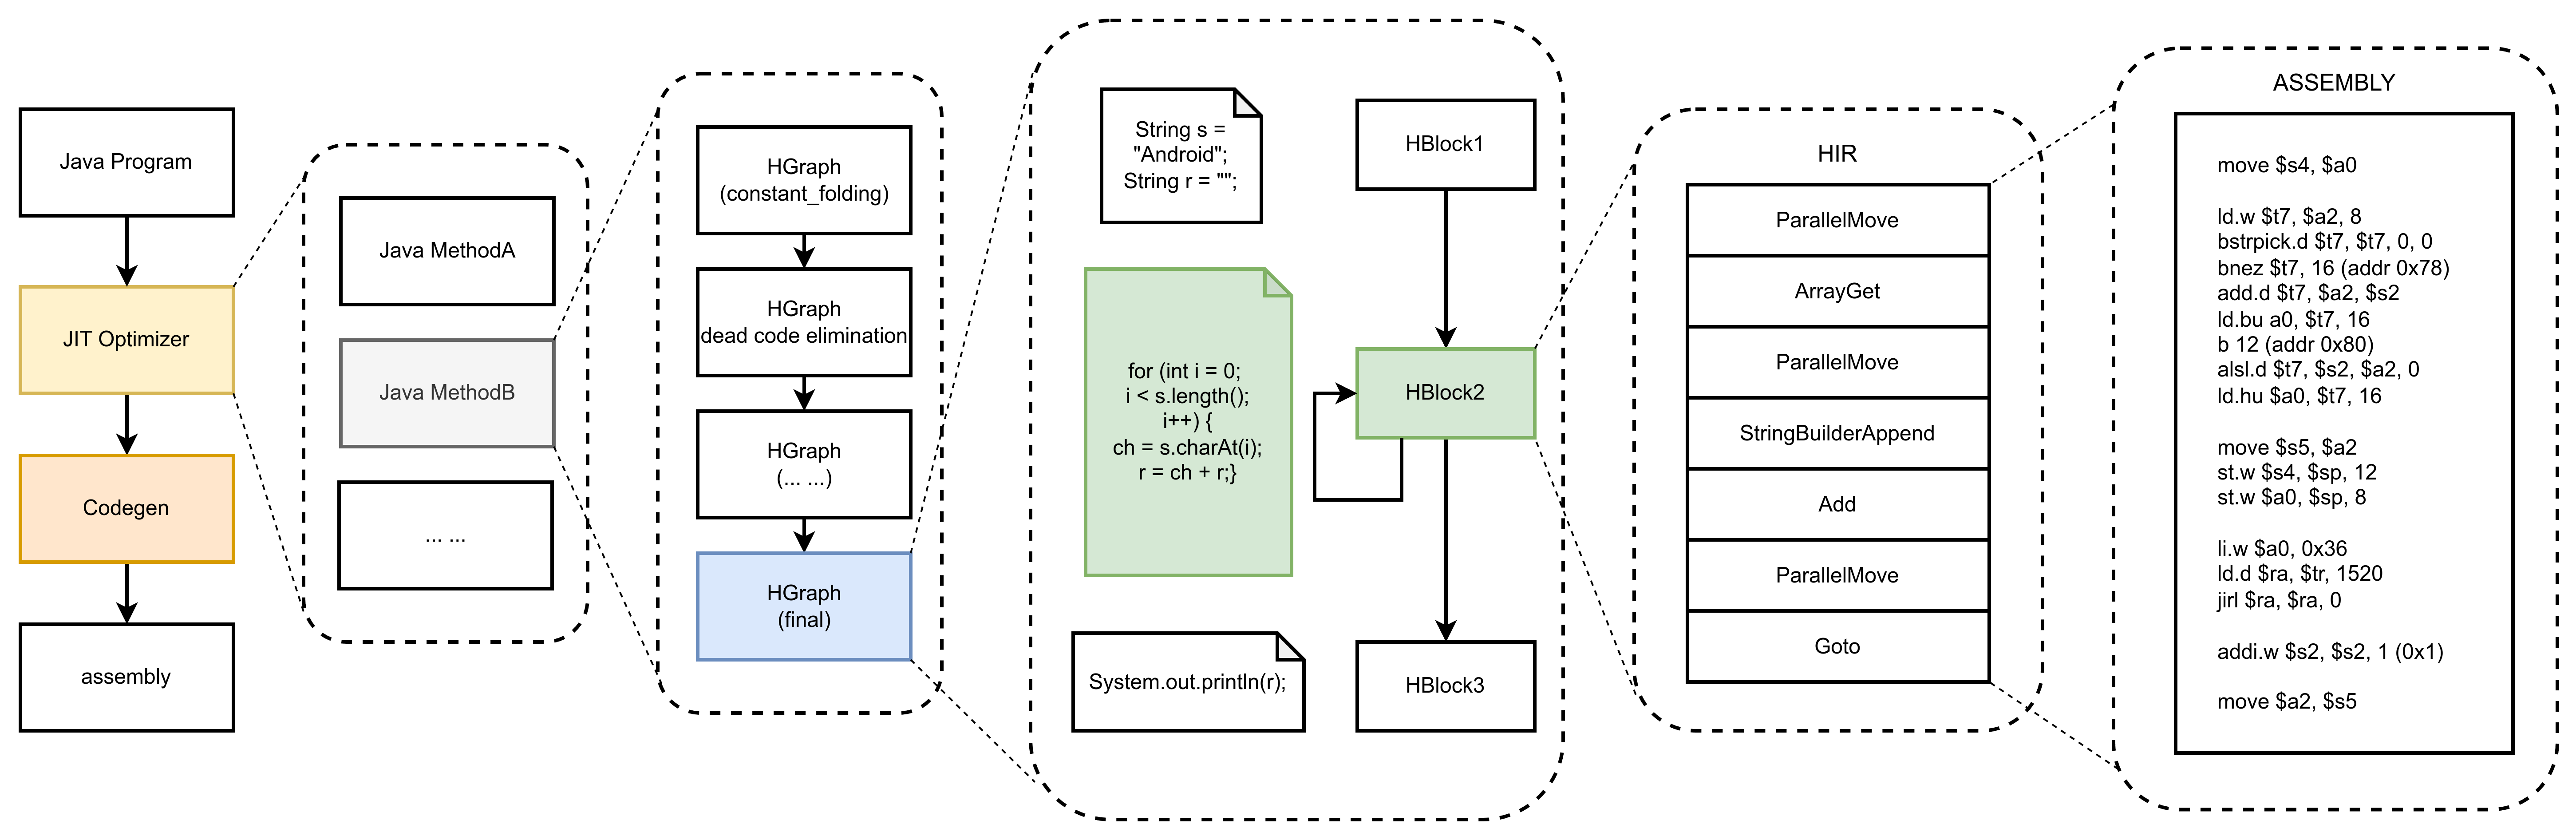 Java Program
JIT Optimizer
Codegen
assembly
Java MethodA
Java MethodB
... ...
HGraph
(constant_folding)
HGraph
dead code elimination
HGraph
(... ...)
HGraph
(final)
String s =
"Android";
String r = "";
for (int i = 0;
i < s.length();
i++) {
ch = s.charAt(i);
r = ch + r;}
System.out.println(r);
HBlock1
HBlock2
HBlock3
HIR
ParallelMove
ArrayGet
ParallelMove
StringBuilderAppend
Add
ParallelMove
Goto
ASSEMBLY
move $s4, $a0
ld.w $t7, $a2, 8
bstrpick.d $t7, $t7, 0, 0
bnez $t7, 16 (addr 0x78)
add.d $t7, $a2, $s2
ld.bu a0, $t7, 16
b 12 (addr 0x80)
alsl.d $t7, $s2, $a2, 0
ld.hu $a0, $t7, 16
move $s5, $a2
st.w $s4, $sp, 12
st.w $a0, $sp, 8
li.w $a0, 0x36
ld.d $ra, $tr, 1520
jirl $ra, $ra, 0
addi.w $s2, $s2, 1 (0x1)
move $a2, $s5